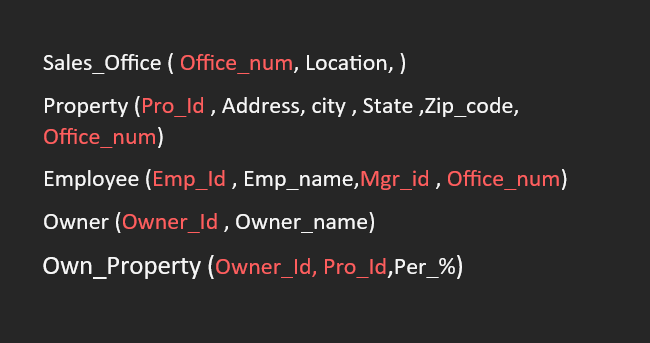 Sales_Office ( Office_num, Location, )
Property (Pro_Id , Address, city , State ,Zip_code,
Office_num)
Employee (Emp_Id , Emp_name,Mgr_id , Office_num)
Owner (Owner_Id , Owner_name)
Own_Property (Owner_Id, Pro_Id,Per_%)